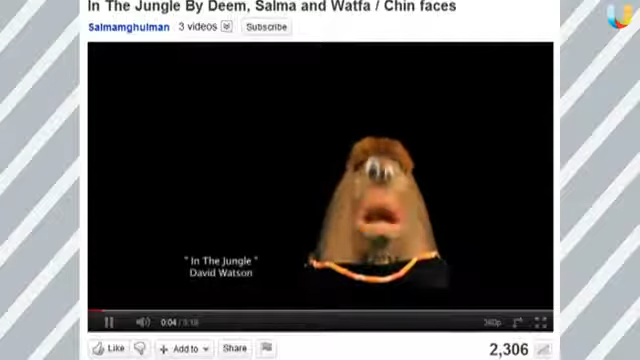 In The Jungle By Deem, Salma and Watfa / Chin faces
Salmamghulman 3 videos Subscribe
" In The Jungle "
David Watson
0:04 / 3:18 360p
Like Add to Share 2,306